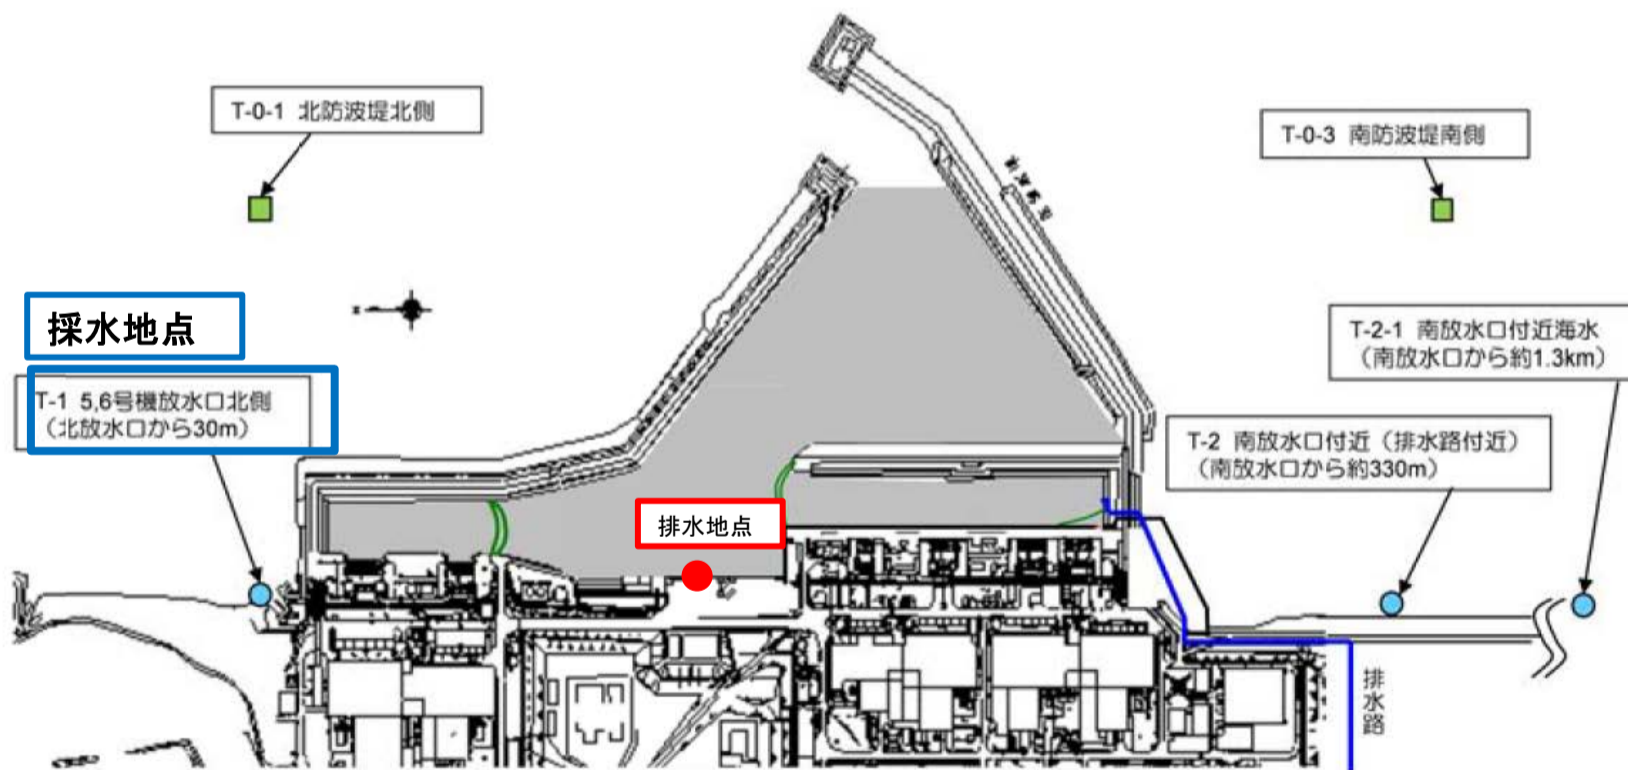 T-0-1 北防波堤北側
T-0-3 南防波堤南側
採水地点
T-1 5,6号機放水口北側
（北放水口から30m）
T-2-1 南放水口付近海水
（南放水口から約1.3km）
T-2 南放水口付近（排水路付近）
（南放水口から約330m）
排水地点
排水路